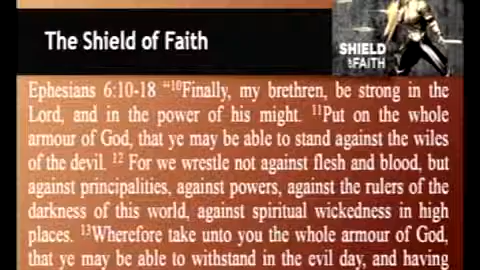 The Shield of Faith
SHIELD
OF FAITH
Ephesians 6:10-18 “¹⁰Finally, my brethren, be strong in the
Lord, and in the power of his might. ¹¹Put on the whole
armour of God, that ye may be able to stand against the wiles
of the devil. ¹² For we wrestle not against flesh and blood, but
against principalities, against powers, against the rulers of the
darkness of this world, against spiritual wickedness in high
places. ¹³Wherefore take unto you the whole armour of God,
that ye may be able to withstand in the evil day, and having